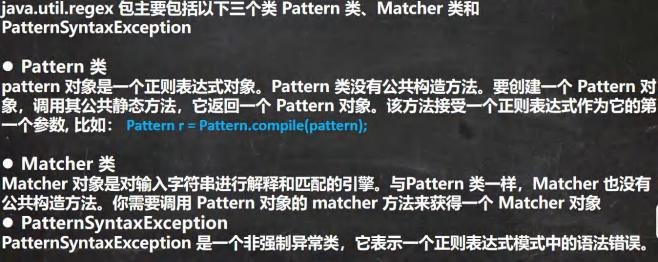 java.util.regex 包主要包括以下三个类 Pattern 类、Matcher 类和
PatternSyntaxException
● Pattern 类
pattern 对象是一个正则表达式对象。Pattern 类没有公共构造方法。要创建一个 Pattern 对
象，调用其公共静态方法，它返回一个 Pattern 对象。该方法接受一个正则表达式作为它的第
一个参数, 比如： Pattern r = Pattern.compile(pattern);
● Matcher 类
Matcher 对象是对输入字符串进行解释和匹配的引擎。与Pattern 类一样，Matcher 也没有
公共构造方法。你需要调用 Pattern 对象的 matcher 方法来获得一个 Matcher 对象
● PatternSyntaxException
PatternSyntaxException 是一个非强制异常类，它表示一个正则表达式模式中的语法错误。